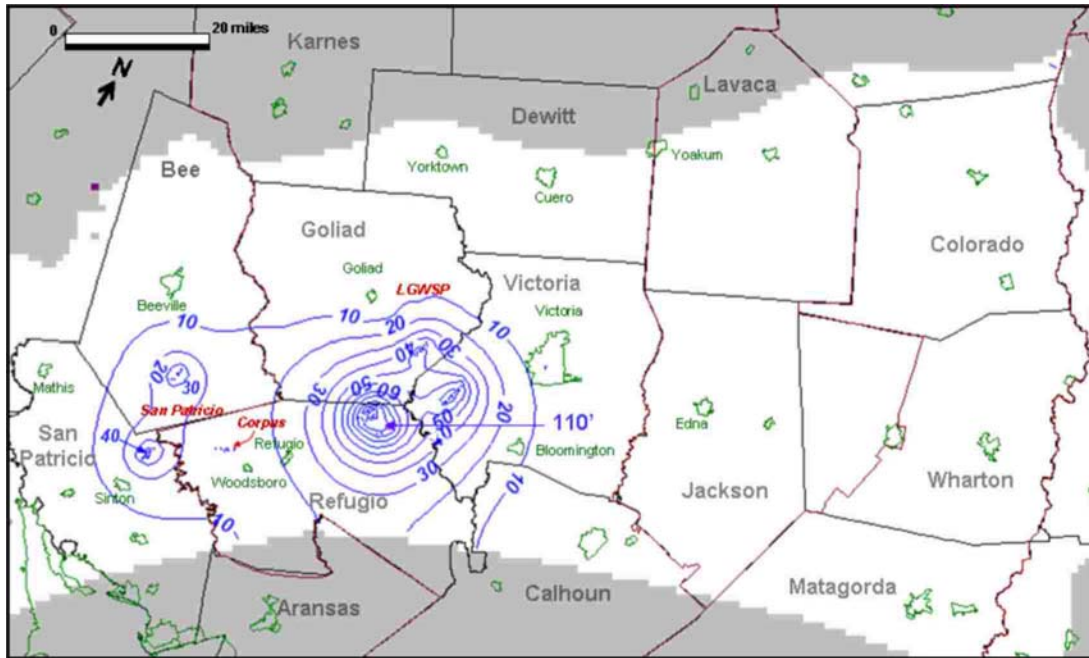 0 20 miles
N
Karnes
Lavaca
Dewitt
Bee
Yorktown
Yoakum
Cuero
Goliad
Colorado
Goliad
LGWSP
Victoria
Beeville
10
10
20
10
Victoria
40
30
Mathis
20
30
30
50
60
20
San Patricio
Corpus
110'
Edna
San
Patricio
40
Refugio
Bloomington
Woodsboro
30
Sinton
Refugio
10
Jackson
Wharton
10
Calhoun
Matagorda
Aransas